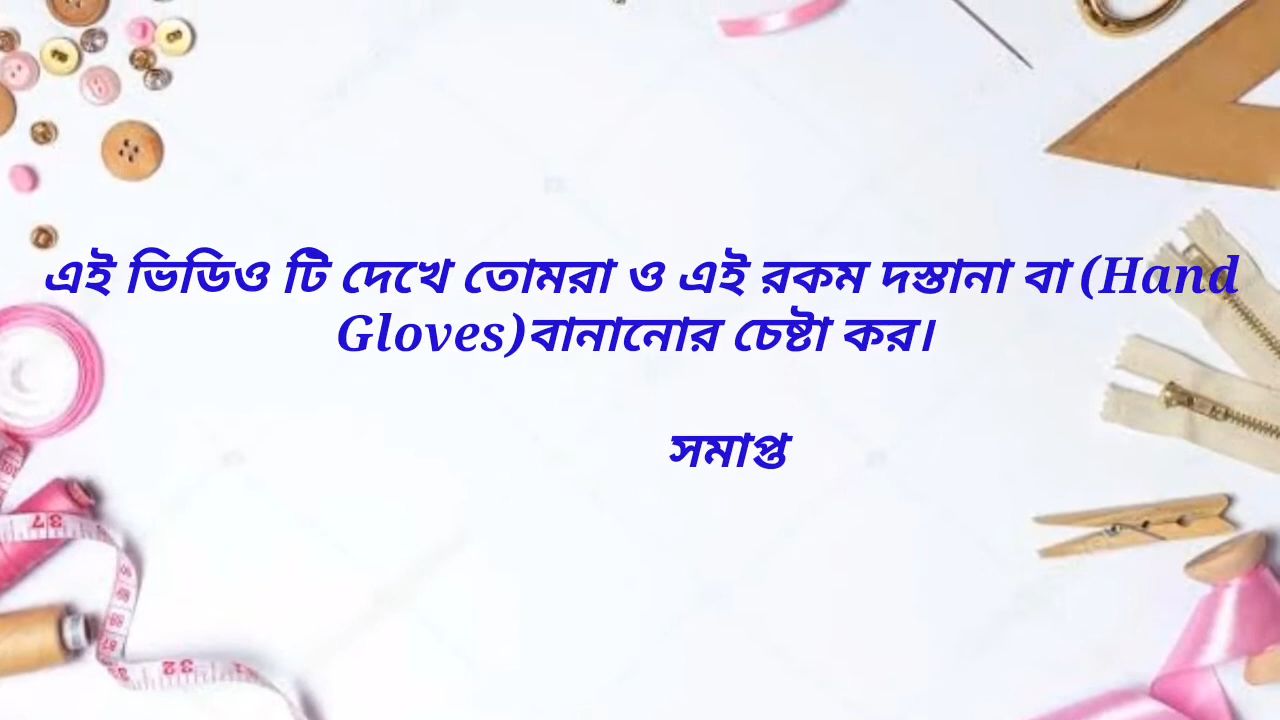 এই ভিডিও টি দেখে তোমরা ও এই রকম দস্তানা বা (Hand
Gloves)বানানোর চেষ্টা কর।
সমাপ্ত